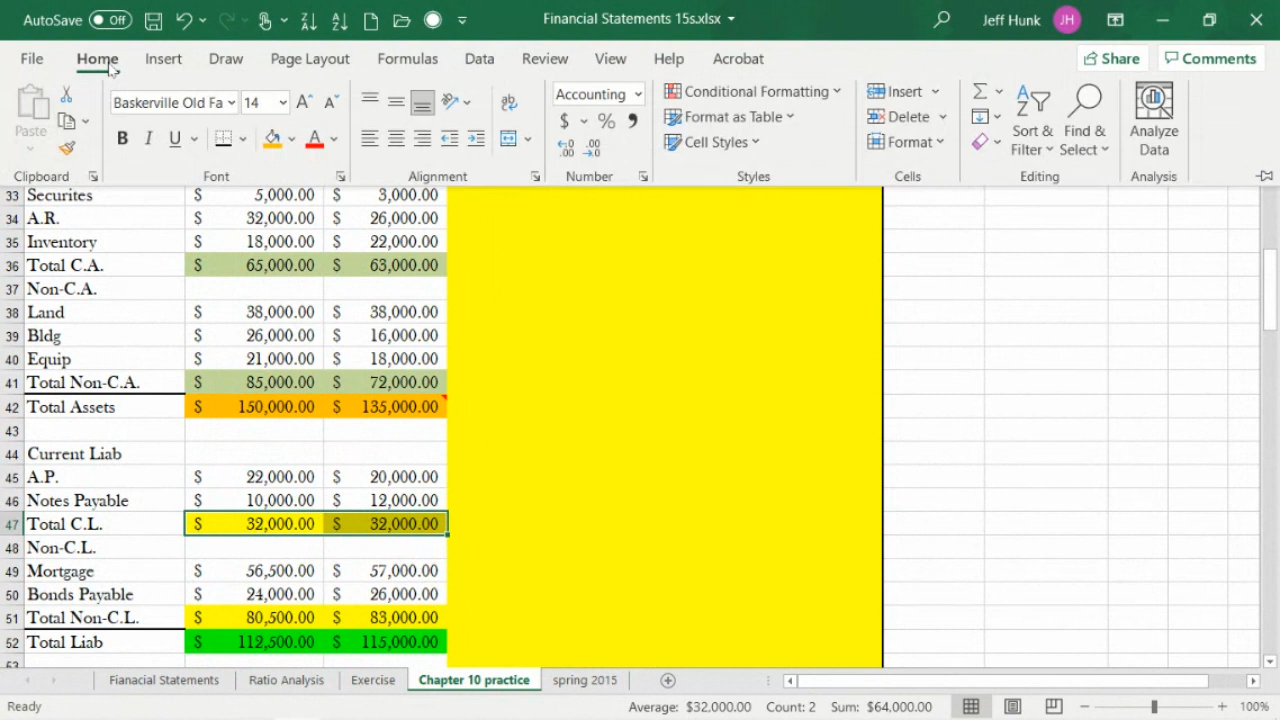 AutoSave Off Financial Statements 15s.xlsx Jeff Hunk JH
File Home Insert Draw Page Layout Formulas Data Review View Help Acrobat Share Comments
Paste
Clipboard
Baskerville Old Fa 14 A A
B I U A
Font
ab
Alignment
Accounting
$ % ,
Number
Conditional Formatting
Format as Table
Cell Styles
Styles
Insert
Delete
Format
Cells
Sort & Filter
Find & Select
Editing
Analyze Data
Analysis
33 Securites $ 5,000.00 $ 3,000.00
34 A.R. $ 32,000.00 $ 26,000.00
35 Inventory $ 18,000.00 $ 22,000.00
36 Total C.A. $ 65,000.00 $ 63,000.00
37 Non-C.A.
38 Land $ 38,000.00 $ 38,000.00
39 Bldg $ 26,000.00 $ 16,000.00
40 Equip $ 21,000.00 $ 18,000.00
41 Total Non-C.A. $ 85,000.00 $ 72,000.00
42 Total Assets $ 150,000.00 $ 135,000.00
43
44 Current Liab
45 A.P. $ 22,000.00 $ 20,000.00
46 Notes Payable $ 10,000.00 $ 12,000.00
47 Total C.L. $ 32,000.00 $ 32,000.00
48 Non-C.L.
49 Mortgage $ 56,500.00 $ 57,000.00
50 Bonds Payable $ 24,000.00 $ 26,000.00
51 Total Non-C.L. $ 80,500.00 $ 83,000.00
52 Total Liab $ 112,500.00 $ 115,000.00
53
Fianacial Statements Ratio Analysis Exercise Chapter 10 practice spring 2015
Ready Average: $32,000.00 Count: 2 Sum: $64,000.00 100%